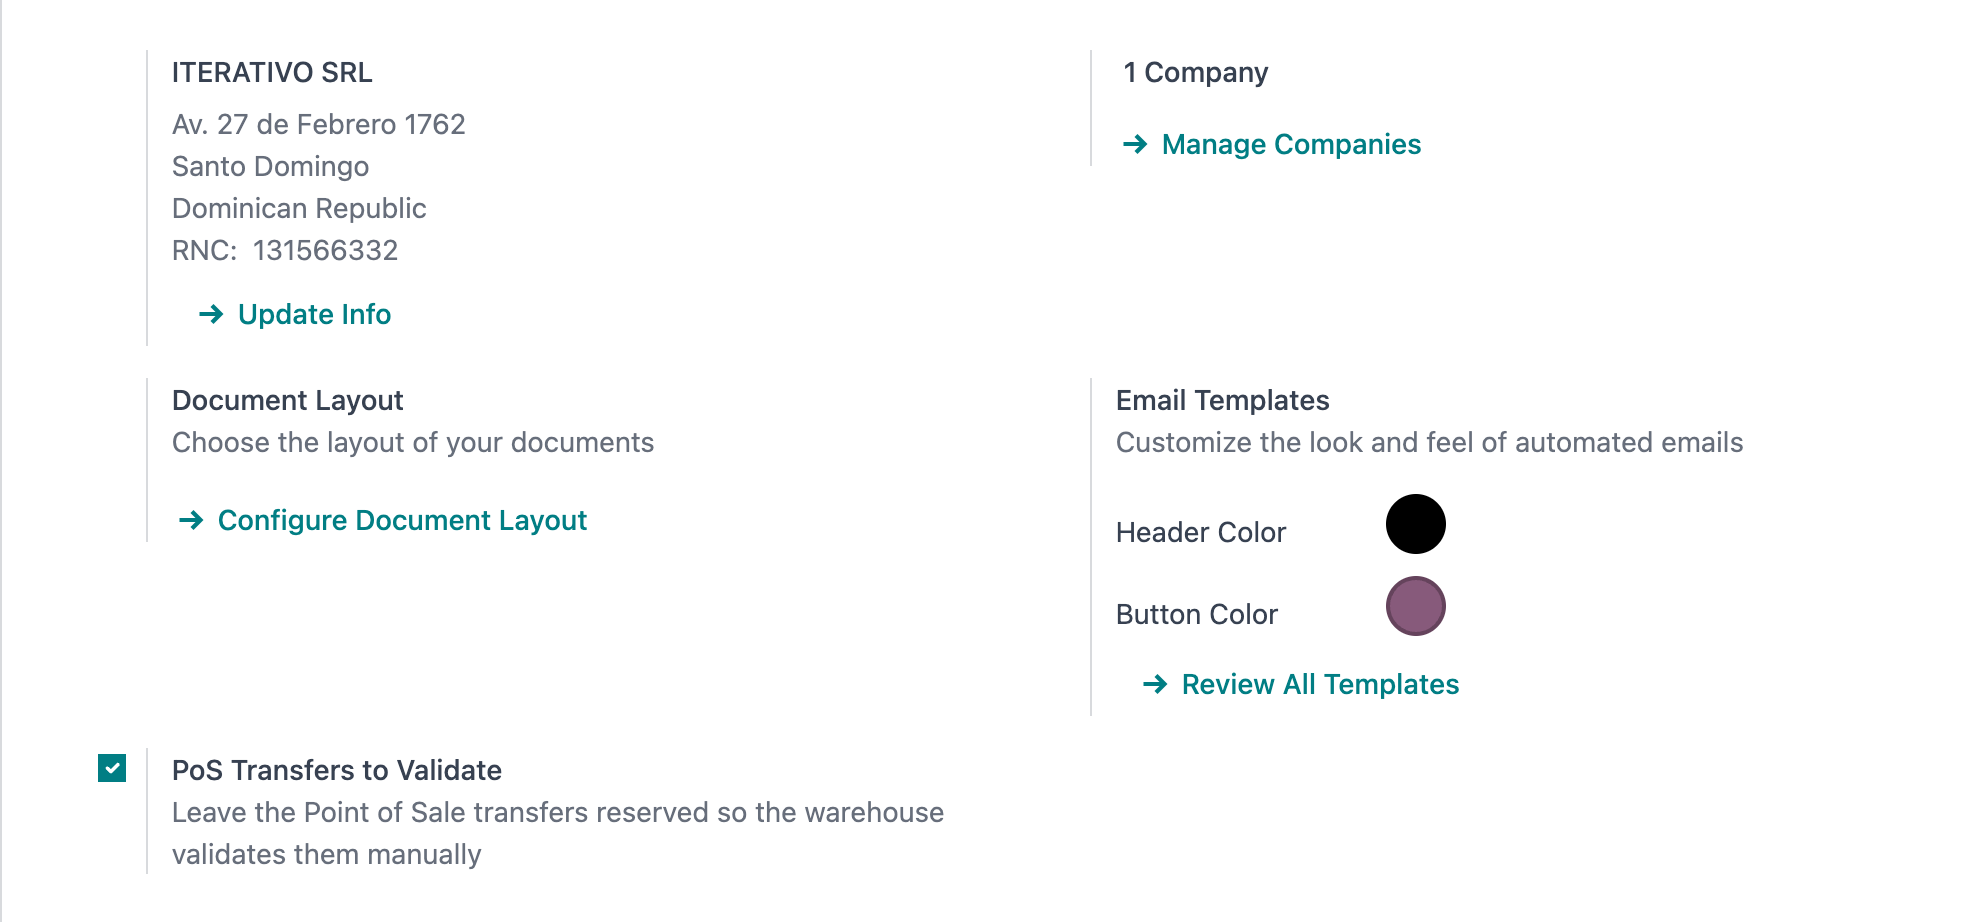 ITERATIVO SRL
Av. 27 de Febrero 1762
Santo Domingo
Dominican Republic
RNC: 131566332
→ Update Info
1 Company
→ Manage Companies
Document Layout
Choose the layout of your documents
→ Configure Document Layout
Email Templates
Customize the look and feel of automated emails
Header Color
Button Color
→ Review All Templates
PoS Transfers to Validate
Leave the Point of Sale transfers reserved so the warehouse
validates them manually